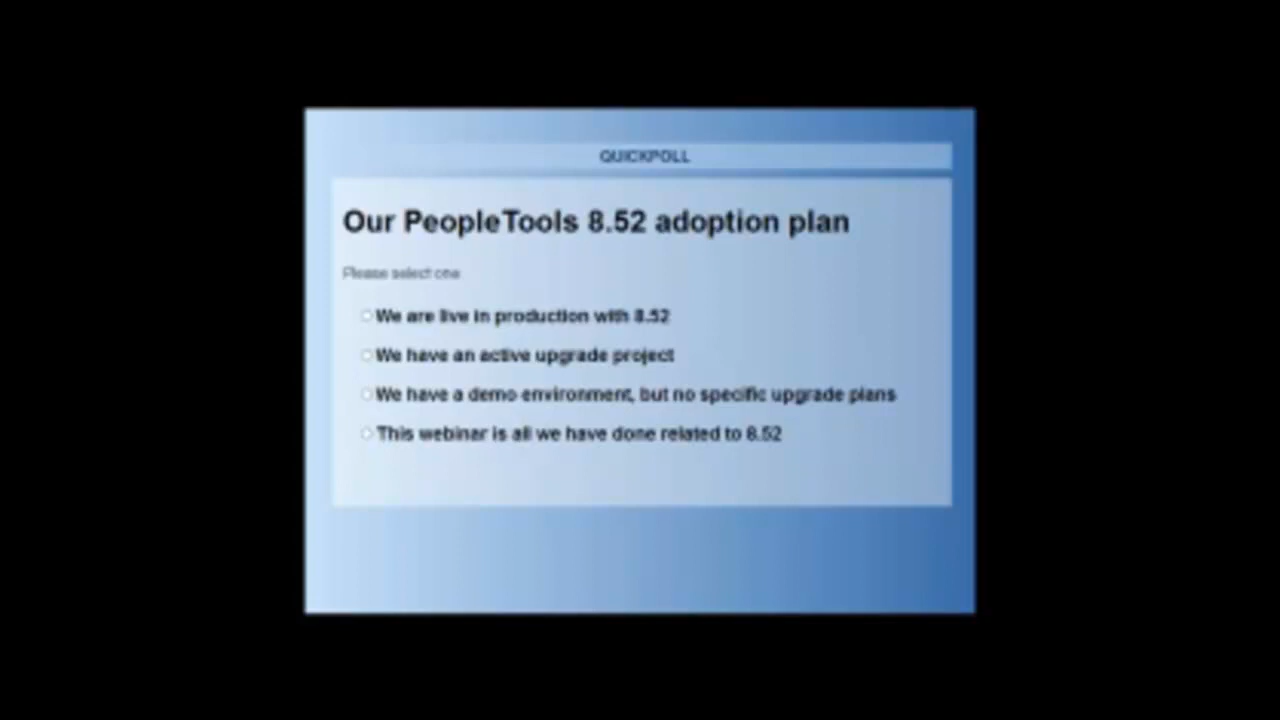 QUICKPOLL
Our PeopleTools 8.52 adoption plan
Please select one
We are live in production with 8.52
We have an active upgrade project
We have a demo environment, but no specific upgrade plans
This webinar is all we have done related to 8.52